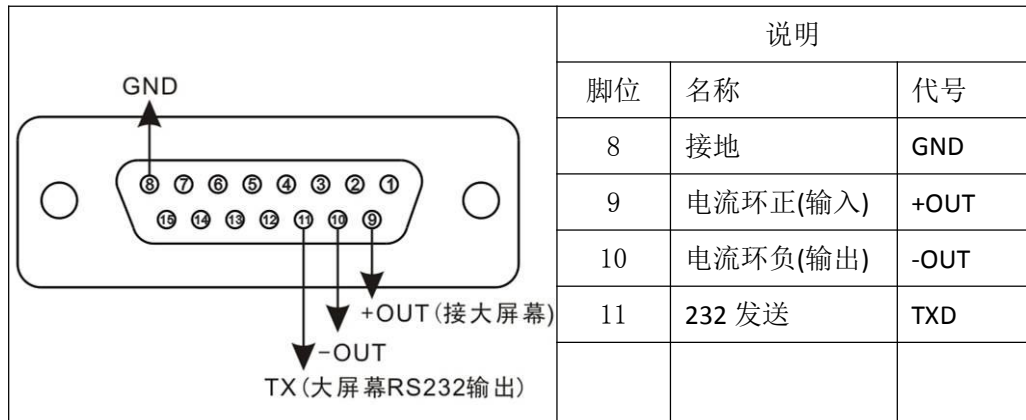 GND
⑧ ⑦ ⑥ ⑤ ④ ③ ② ①
⑮ ⑭ ⑬ ⑫ ⑪ ⑩ ⑨
+OUT(接大屏幕)
-OUT
TX(大屏幕RS232输出)
说明
脚位 名称 代号
8 接地 GND
9 电流环正(输入) +OUT
10 电流环负(输出) -OUT
11 232 发送 TXD